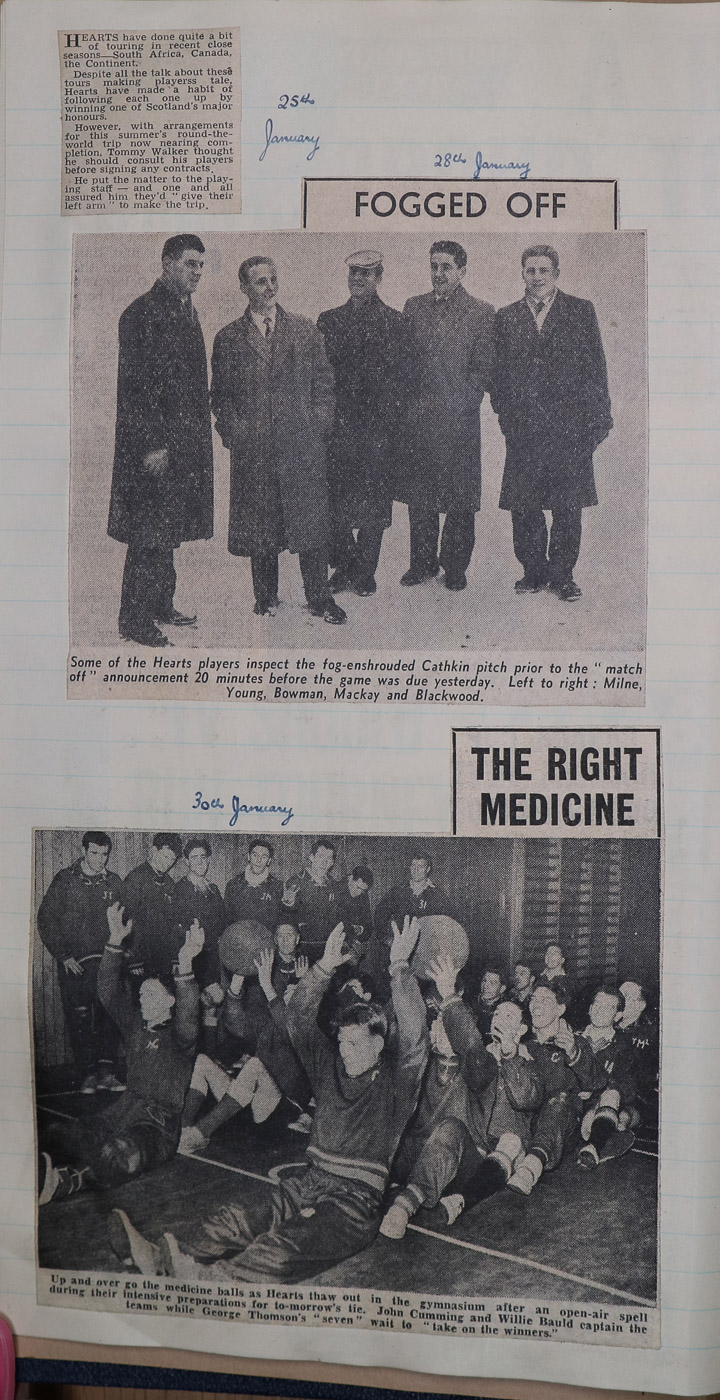 HEARTS have done quite a bit
of touring in recent close
seasons—South Africa, Canada,
the Continent.
Despite all the talk about these
tours making playerss tale,
Hearts have made a habit of
following each one up by
winning one of Scotland's major
honours.
However, with arrangements
for this summer's round-the-
world trip now nearing com-
pletion, Tommy Walker thought
he should consult his players
before signing any contracts.
He put the matter to the play-
ing staff — and one and all
assured him they'd "give their
left arm" to make the trip.
25th
January
28th January
FOGGED OFF
Some of the Hearts players inspect the fog-enshrouded Cathkin pitch prior to the "match
off" announcement 20 minutes before the game was due yesterday. Left to right : Milne,
Young, Bowman, Mackay and Blackwood.
THE RIGHT
MEDICINE
30th January
Up and over go the medicine balls as Hearts thaw out in the gymnasium after an open-air spell
during their intensive preparations for to-morrow's tie. John Cumming and Willie Bauld captain the
teams while George Thomson's "seven" wait to "take on the winners."